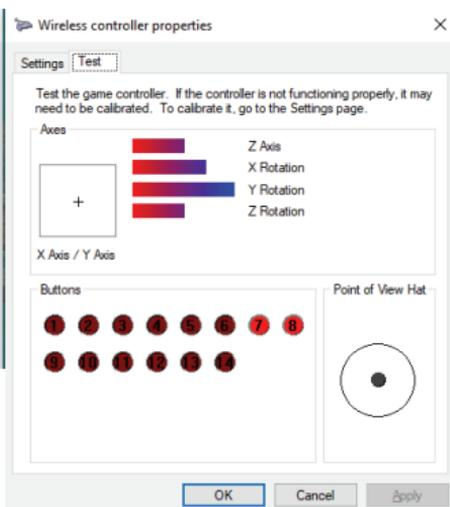 Wireless controller properties
Settings Test
Test the game controller. If the controller is not functioning properly, it may
need to be calibrated. To calibrate it, go to the Settings page.
Axes
Z Axis
X Rotation
Y Rotation
Z Rotation
X Axis / Y Axis
Buttons
1 2 3 4 5 6 7 8
9 10 11 12 13 14
Point of View Hat
OK Cancel Apply